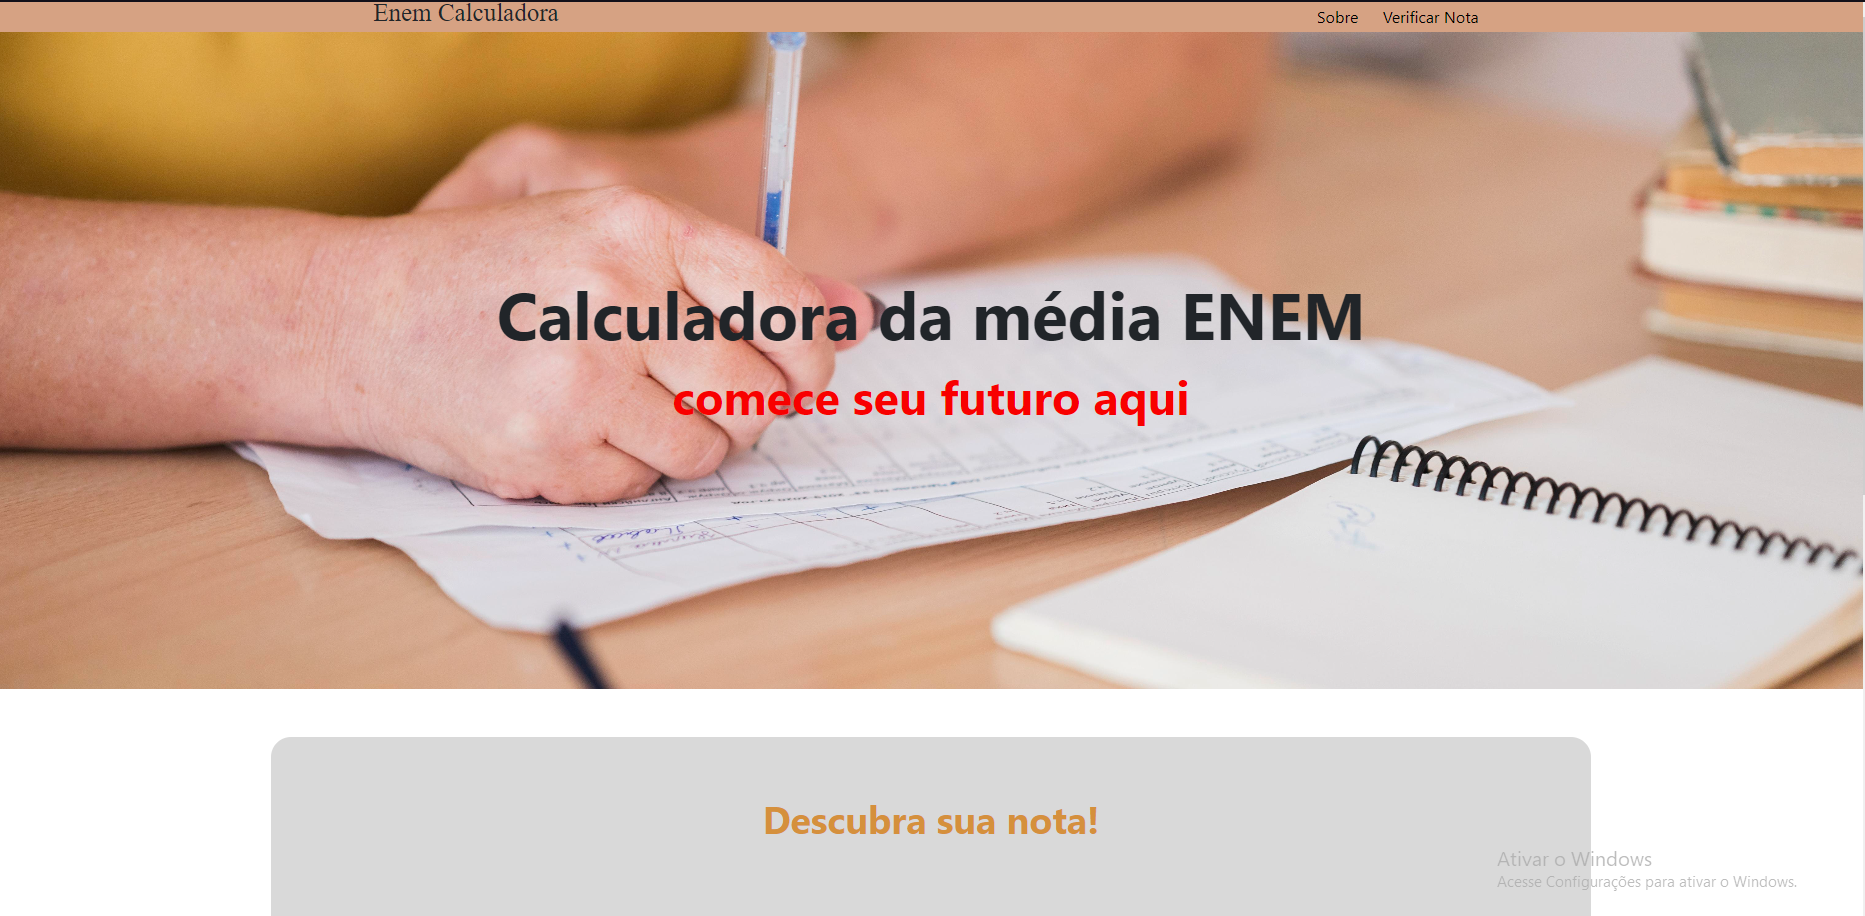 Enem Calculadora
Sobre Verificar Nota
Calculadora da média ENEM
comece seu futuro aqui
Descubra sua nota!
Ativar o Windows
Acesse Configurações para ativar o Windows.